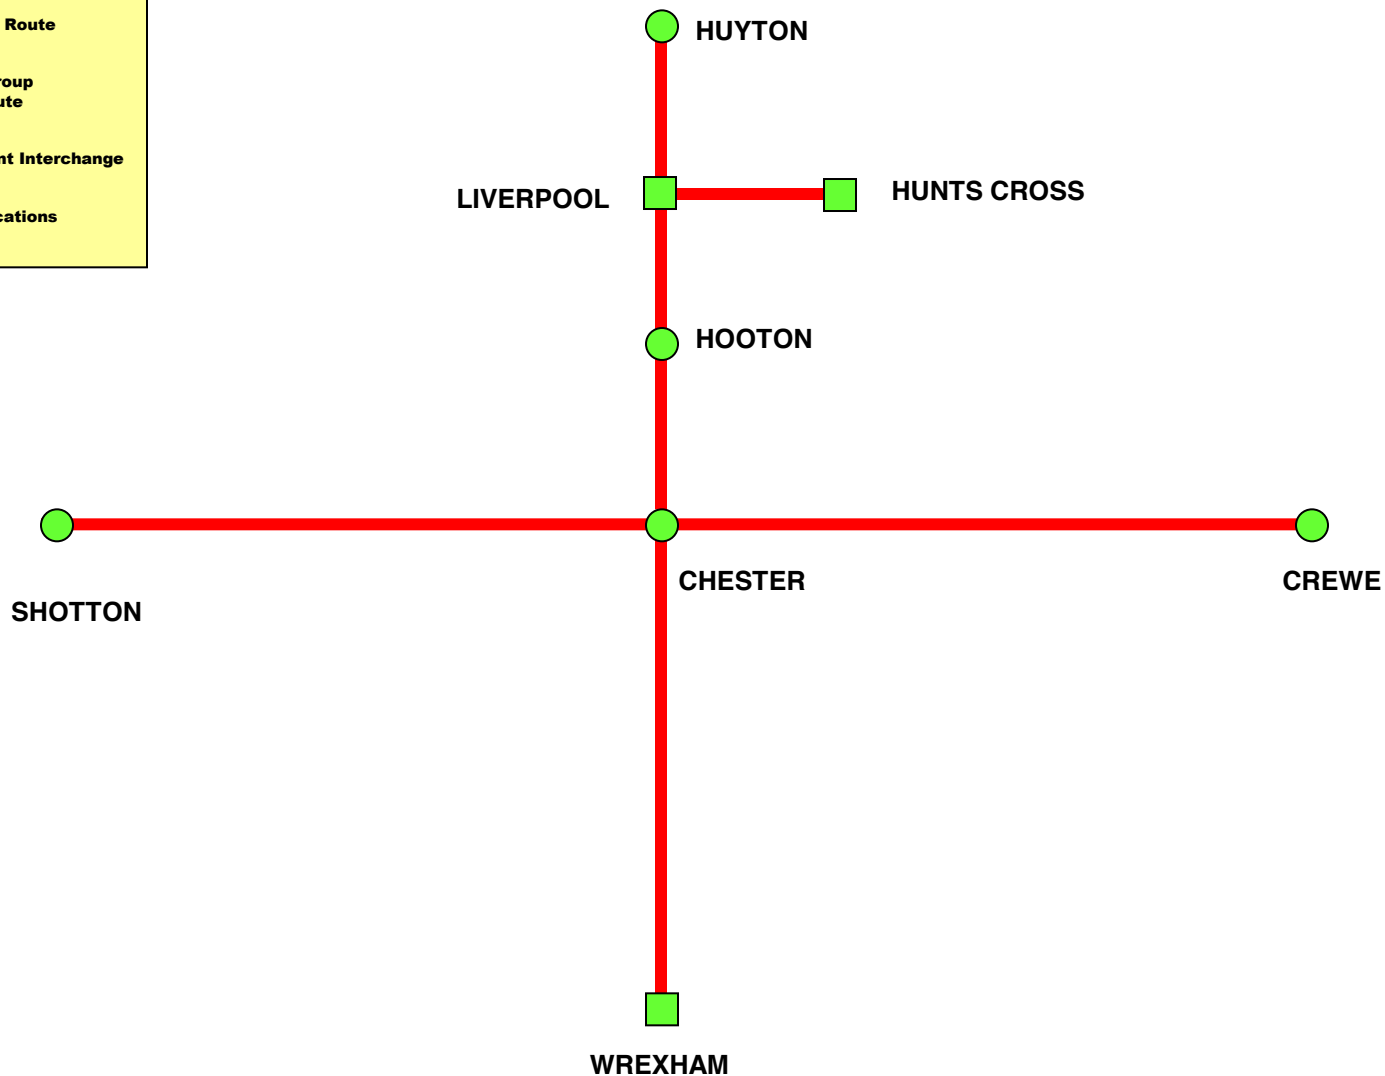 Route
roup
ute
nt Interchange
cations
HUYTON
LIVERPOOL
HUNTS CROSS
HOOTON
CHESTER
CREWE
SHOTTON
WREXHAM